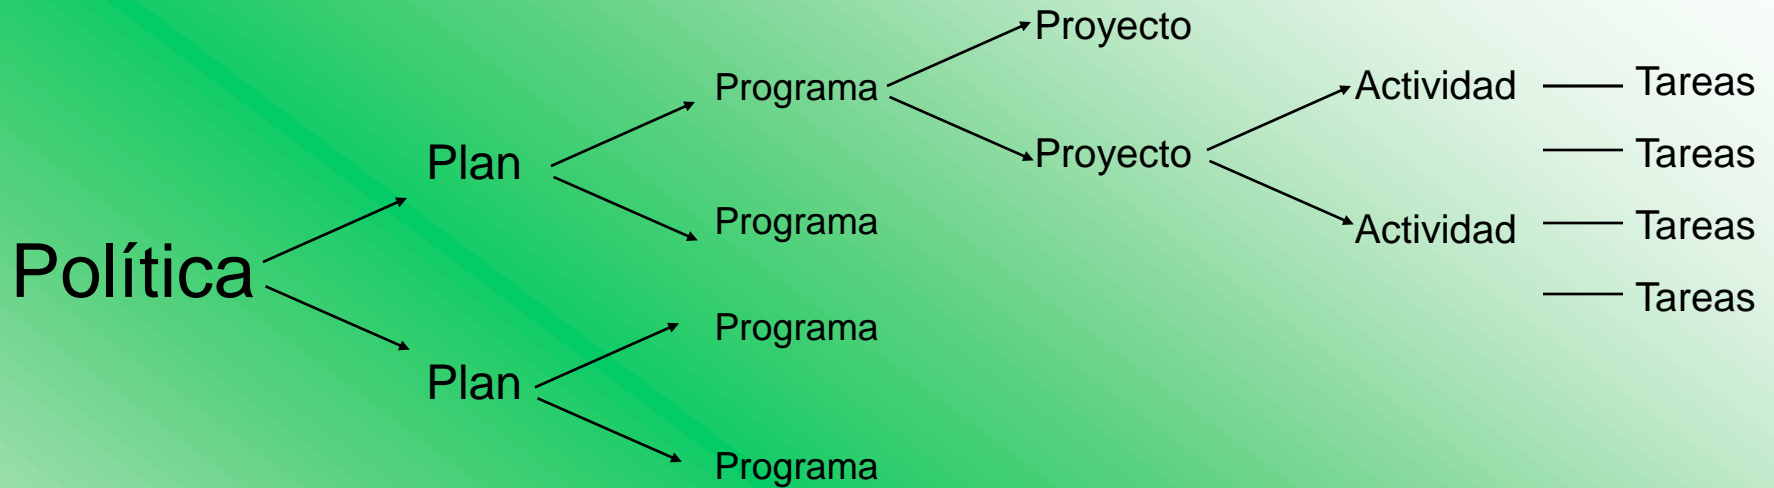 Política
Plan
Plan
Programa
Programa
Programa
Programa
Proyecto
Proyecto
Actividad
Actividad
Tareas
Tareas
Tareas
Tareas